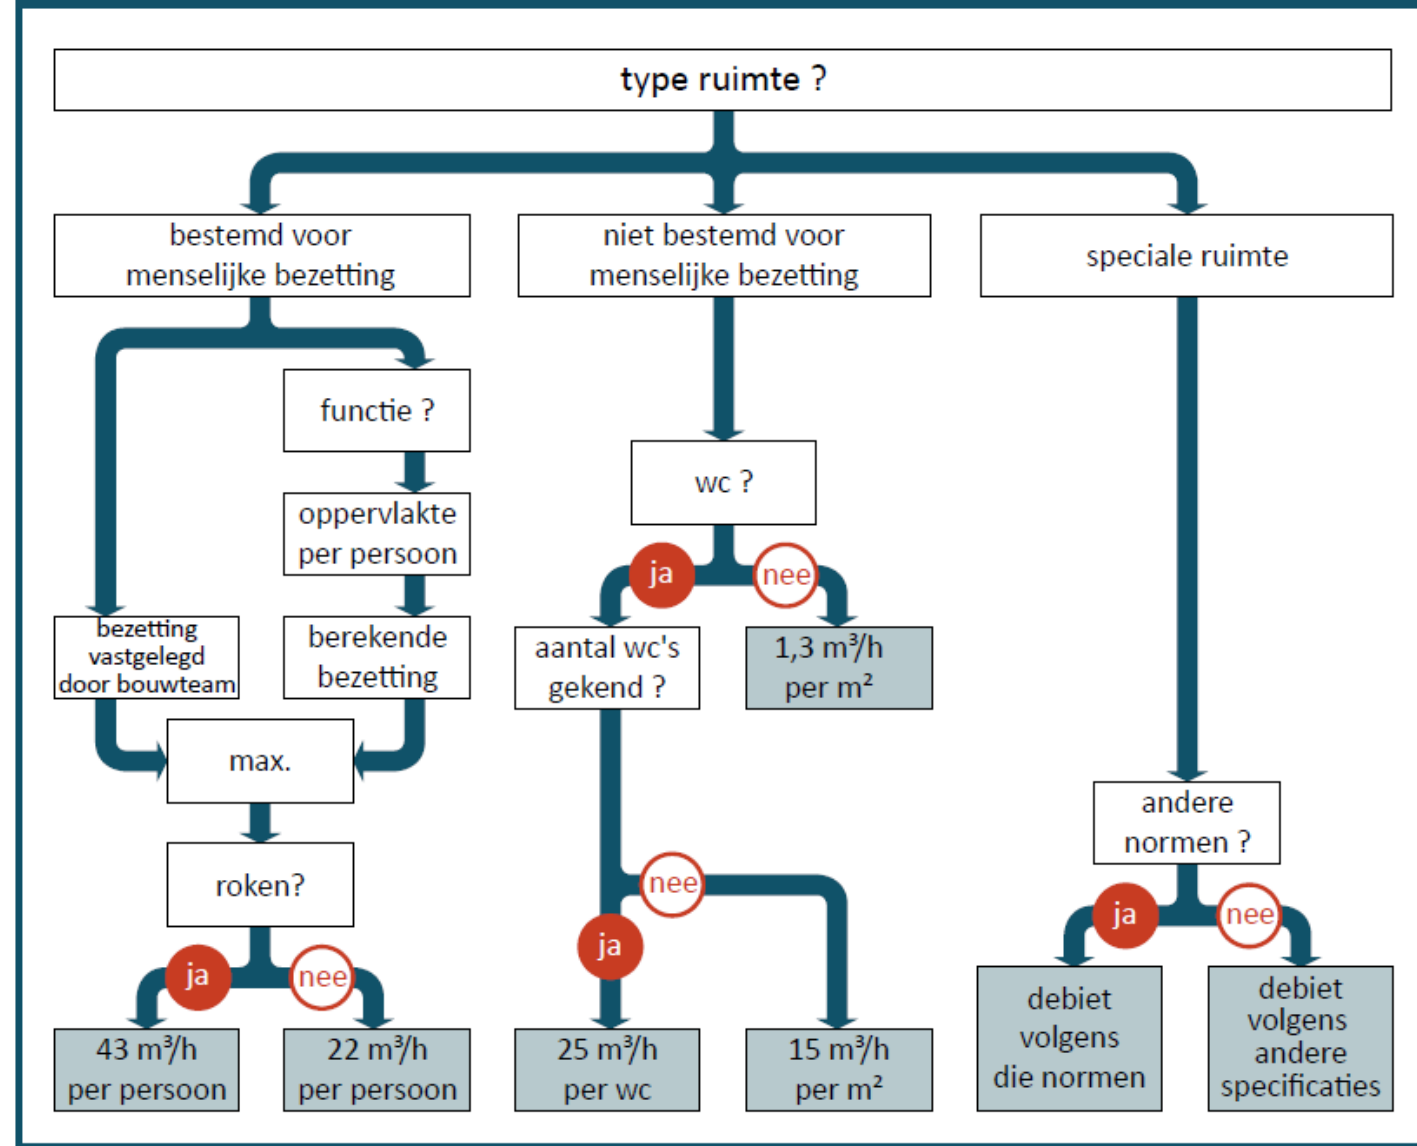 type ruimte ?
bestemd voor
menselijke bezetting
niet bestemd voor
menselijke bezetting
speciale ruimte
functie ?
oppervlakte
per persoon
wc ?
ja
nee
bezetting
vastgelegd
door bouwteam
berekende
bezetting
aantal wc's
gekend ?
1,3 m³/h
per m²
max.
andere
normen ?
roken?
nee
ja
ja
nee
ja
nee
43 m³/h
per persoon
22 m³/h
per persoon
25 m³/h
per wc
15 m³/h
per m²
debiet
volgens
die normen
debiet
volgens
andere
specificaties